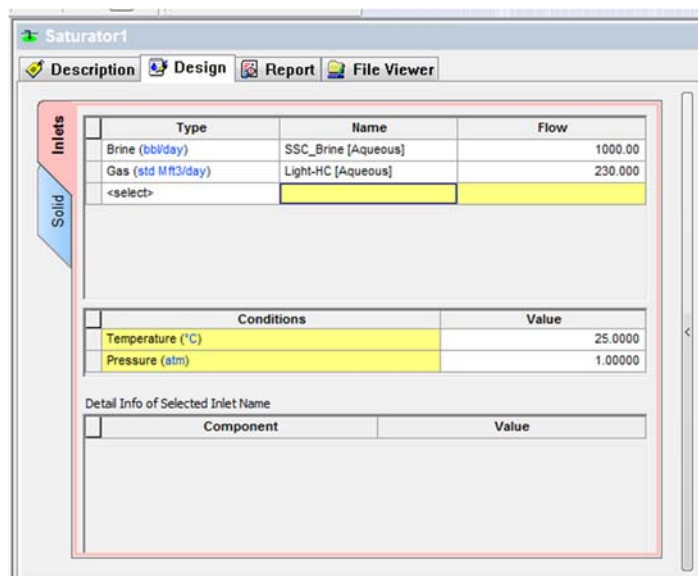 Saturator1
Description Design Report File Viewer
Inlets
Solid
Type Name Flow
Brine (bbl/day) SSC_Brine [Aqueous] 1000.00
Gas (std Mft3/day) Light-HC [Aqueous] 230.000
<select>
Conditions Value
Temperature (°C) 25.0000
Pressure (atm) 1.00000
Detail Info of Selected Inlet Name
Component Value
<